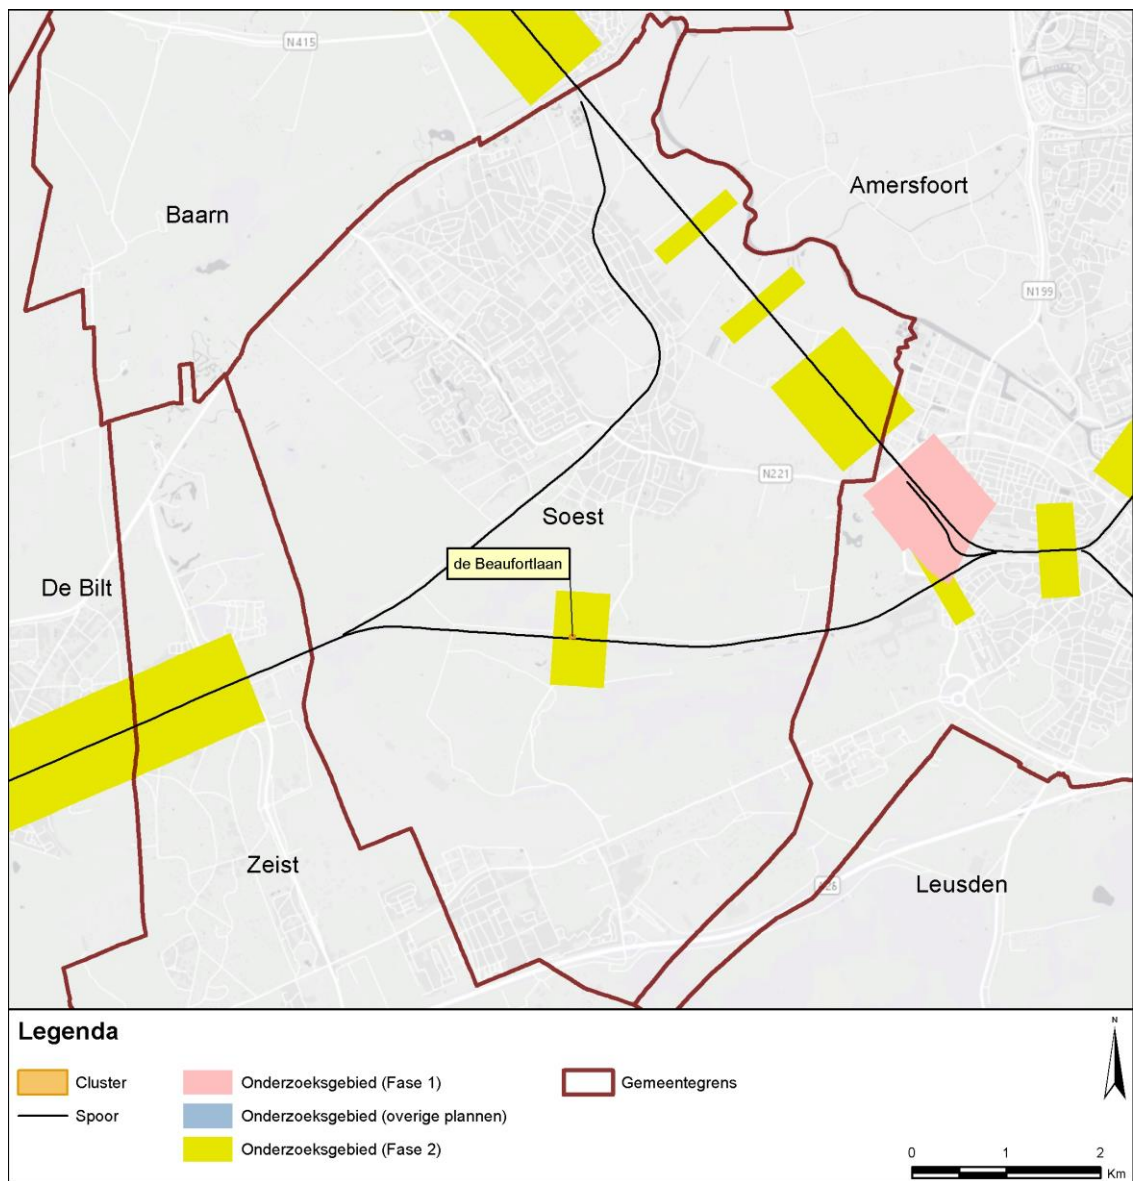 N415
Amersfoort
Baarn
N199
N221
Soest
de Beaufortlaan
De Bilt
Zeist
A28
Leusden
Legenda
Cluster
Spoor
Onderzoeksgebied (Fase 1)
Onderzoeksgebied (overige plannen)
Onderzoeksgebied (Fase 2)
Gemeentegrens
N
0 1 2
Km